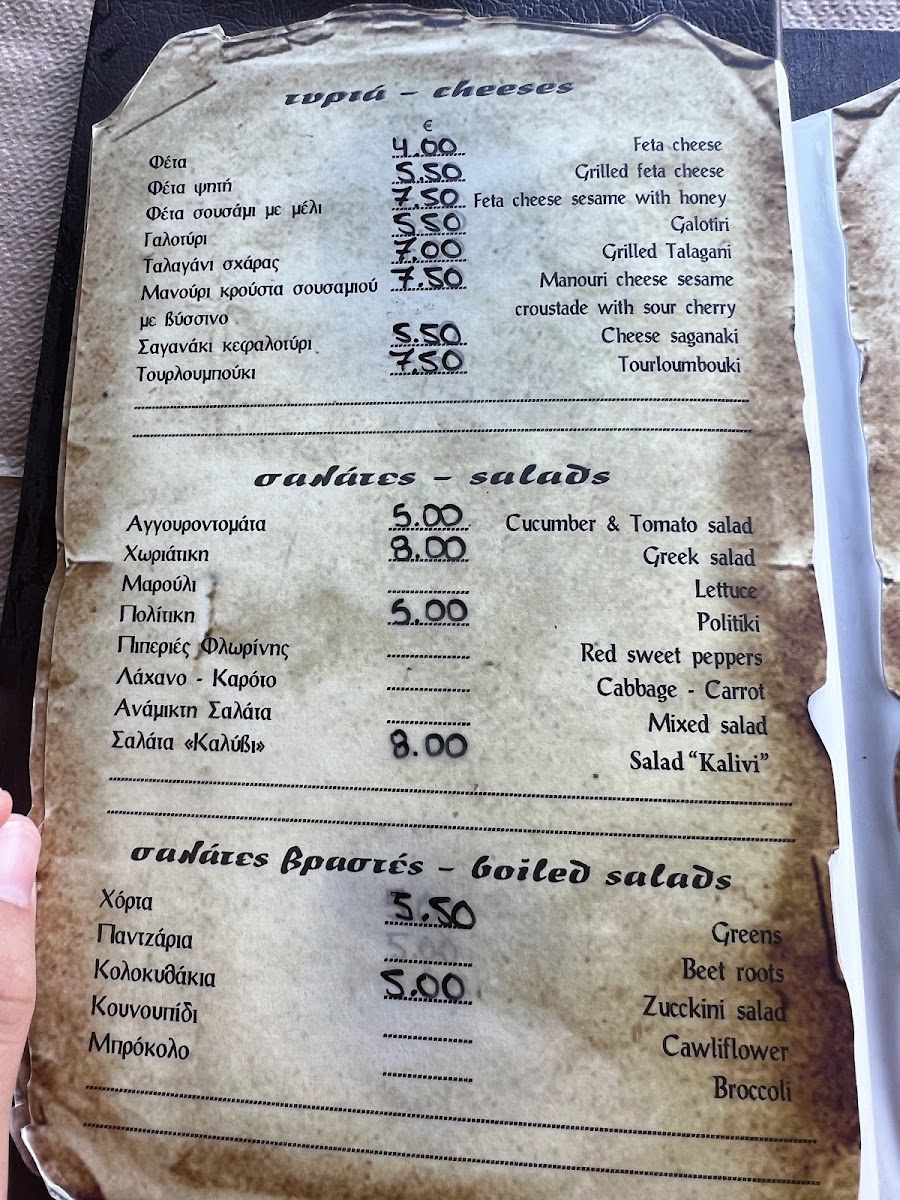 τυριά - cheeses
€
Φέτα 4.00 Feta cheese
Φέτα ψητή 5.50 Grilled feta cheese
Φέτα σουσάμι με μέλι 7.50 Feta cheese sesame with honey
Γαλοτύρι 5.50 Galotiri
Ταλαγάνι σχάρας 7.00 Grilled Talagani
Μανούρι κρούστα σουσαμιού 7.50 Manouri cheese sesame
με βύσσινο croustade with sour cherry
Σαγανάκι κεφαλοτύρι 5.50 Cheese saganaki
Τουρλουμπούκι 7.50 Tourloumbouki
σαλάτες - salads
Αγγουροντομάτα 5.00 Cucumber & Tomato salad
Χωριάτικη 8.00 Greek salad
Μαρούλι Lettuce
Πολίτικη 5.00 Politiki
Πιπεριές Φλωρίνης Red sweet peppers
Λάχανο - Καρότο Cabbage - Carrot
Ανάμικτη Σαλάτα Mixed salad
Σαλάτα «Καλύβι» 8.00 Salad “Kalivi”
σαλάτες βραστές - boiled salads
Χόρτα 5.50 Greens
Παντζάρια 5.00 Beet roots
Κολοκυθάκια 5.00 Zucckini salad
Κουνουπίδι Cawliflower
Μπρόκολο Broccoli